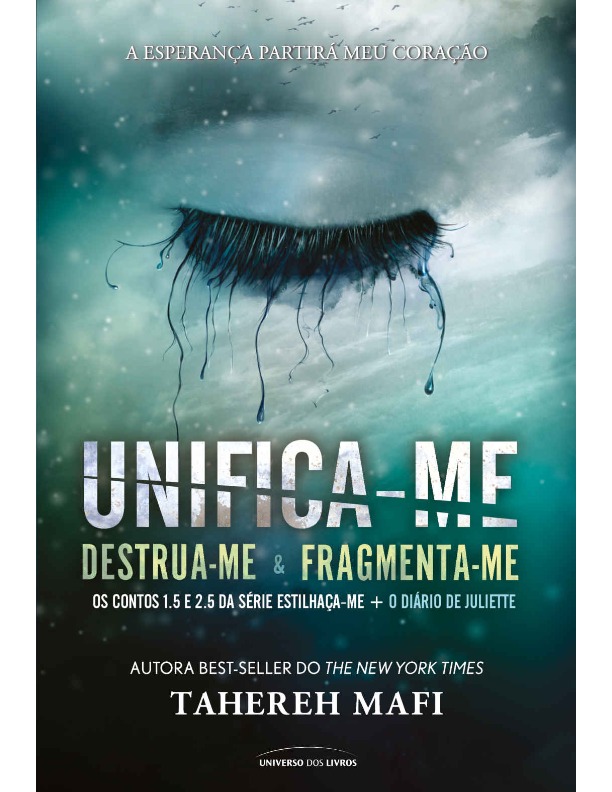 A ESPERANÇA PARTIRÁ MEU CORAÇÃO
UNIFICA-ME
DESTRUA-ME & FRAGMENTA-ME
OS CONTOS 1.5 E 2.5 DA SÉRIE ESTILHAÇA-ME + O DIÁRIO DE JULIETTE
AUTORA BEST-SELLER DO THE NEW YORK TIMES
TAHEREH MAFI
UNIVERSO DOS LIVROS